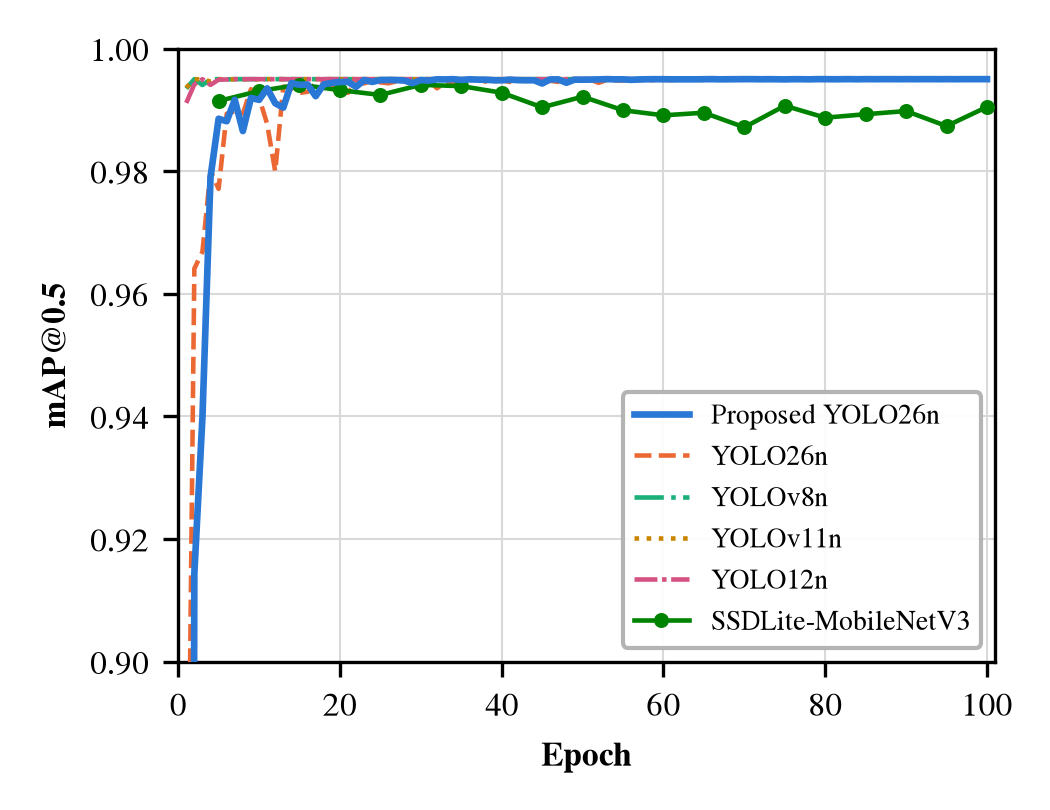 1.00
0.98
0.96
0.94
0.92
0.90
mAP@0.5
0
20
40
60
80
100
Epoch
Proposed YOLO26n
YOLO26n
YOLOv8n
YOLOv11n
YOLO12n
SSDLite-MobileNetV3